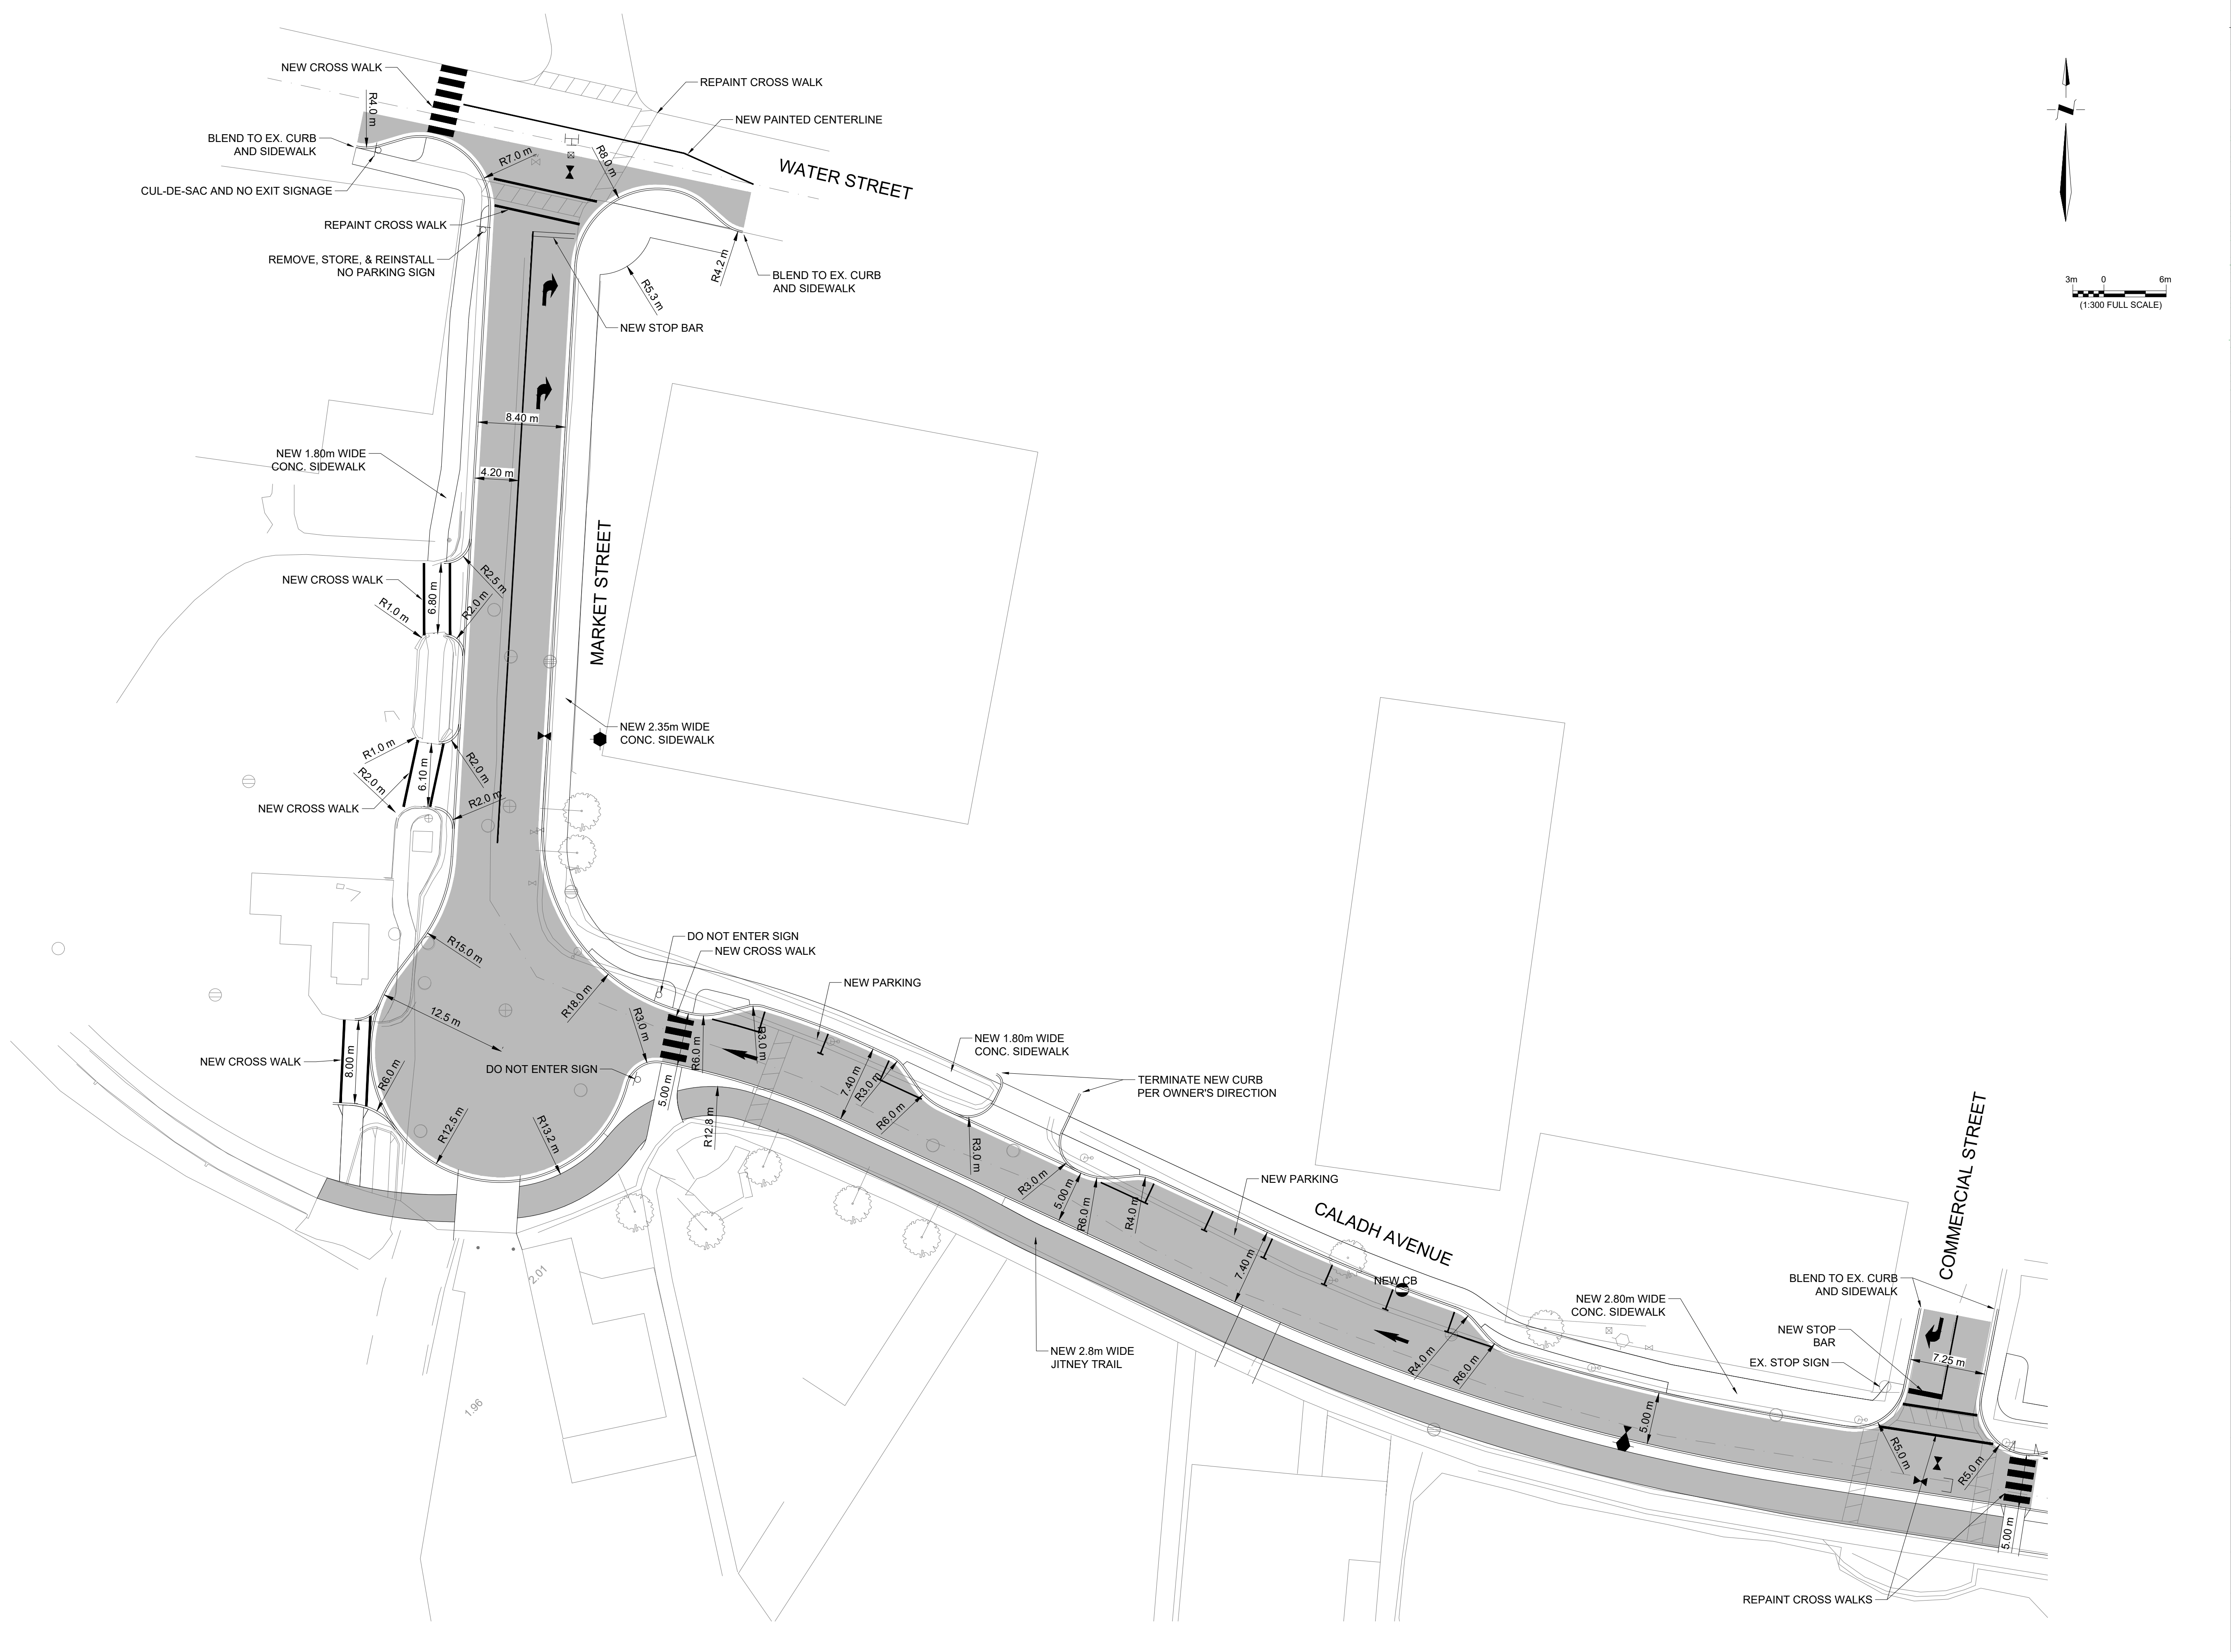 NEW CROSS WALK
REPAINT CROSS WALK
R4.0 m
NEW PAINTED CENTERLINE
BLEND TO EX. CURB
AND SIDEWALK
R7.0 m
R8.0 m
WATER STREET
CUL-DE-SAC AND NO EXIT SIGNAGE
REPAINT CROSS WALK
REMOVE, STORE, & REINSTALL
NO PARKING SIGN
R4.2 m
BLEND TO EX. CURB
AND SIDEWALK
R5.3 m
NEW STOP BAR
3m 0 6m
(1:300 FULL SCALE)
8.40 m
NEW 1.80m WIDE
CONC. SIDEWALK
4.20 m
MARKET STREET
NEW CROSS WALK
R2.5 m
6.80 m
R1.0 m
R2.0 m
NEW 2.35m WIDE
CONC. SIDEWALK
R1.0 m
R2.0 m
6.10 m
R2.0 m
R2.0 m
NEW CROSS WALK
DO NOT ENTER SIGN
NEW CROSS WALK
R15.0 m
NEW PARKING
R18.0 m
12.5 m
R3.0 m
R6.0 m
R3.0 m
NEW 1.80m WIDE
CONC. SIDEWALK
NEW CROSS WALK
8.00 m
R6.0 m
DO NOT ENTER SIGN
5.00 m
7.40 m
R3.0 m
TERMINATE NEW CURB
PER OWNER'S DIRECTION
R12.5 m
R13.2 m
R12.8 m
R6.0 m
R3.0 m
R3.0 m
5.00 m
R6.0 m
R4.0 m
NEW PARKING
CALADH AVENUE
COMMERCIAL STREET
7.40 m
NEW CB
2.01
BLEND TO EX. CURB
AND SIDEWALK
NEW 2.80m WIDE
CONC. SIDEWALK
NEW STOP
BAR
NEW 2.8m WIDE
JITNEY TRAIL
R4.0 m
R6.0 m
EX. STOP SIGN
7.25 m
1.96
5.00 m
R5.0 m
R5.0 m
5.00 m
REPAINT CROSS WALKS